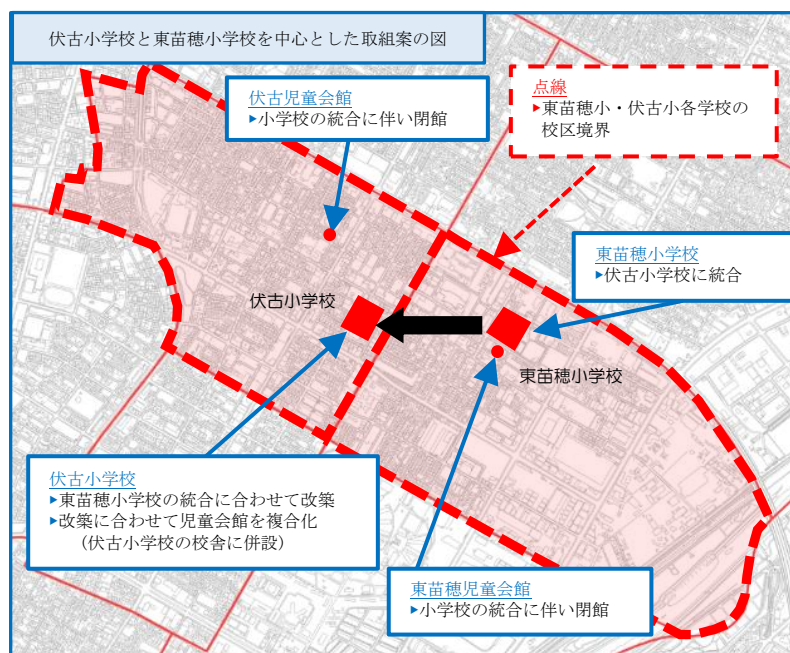 伏古小学校と東苗穂小学校を中心とした取組案の図
伏古児童会館
▶小学校の統合に伴い閉館
点線
▶東苗穂小・伏古小各学校の
校区境界
東苗穂小学校
▶伏古小学校に統合
伏古小学校
東苗穂小学校
伏古小学校
▶東苗穂小学校の統合に合わせて改築
▶改築に合わせて児童会館を複合化
（伏古小学校の校舎に併設）
東苗穂児童会館
▶小学校の統合に伴い閉館